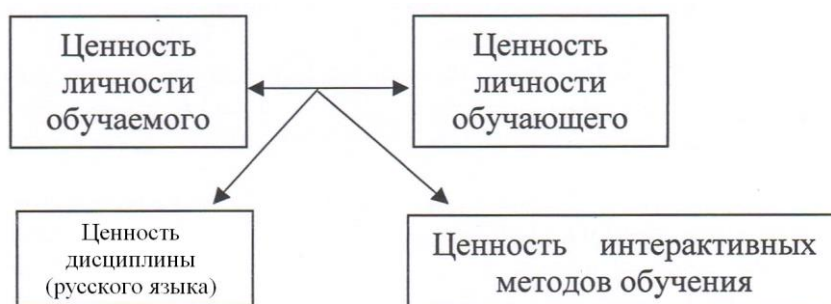 Ценность
личности
обучаемого
Ценность
личности
обучающего
Ценность
дисциплины
(русского языка)
Ценность интерактивных
методов обучения